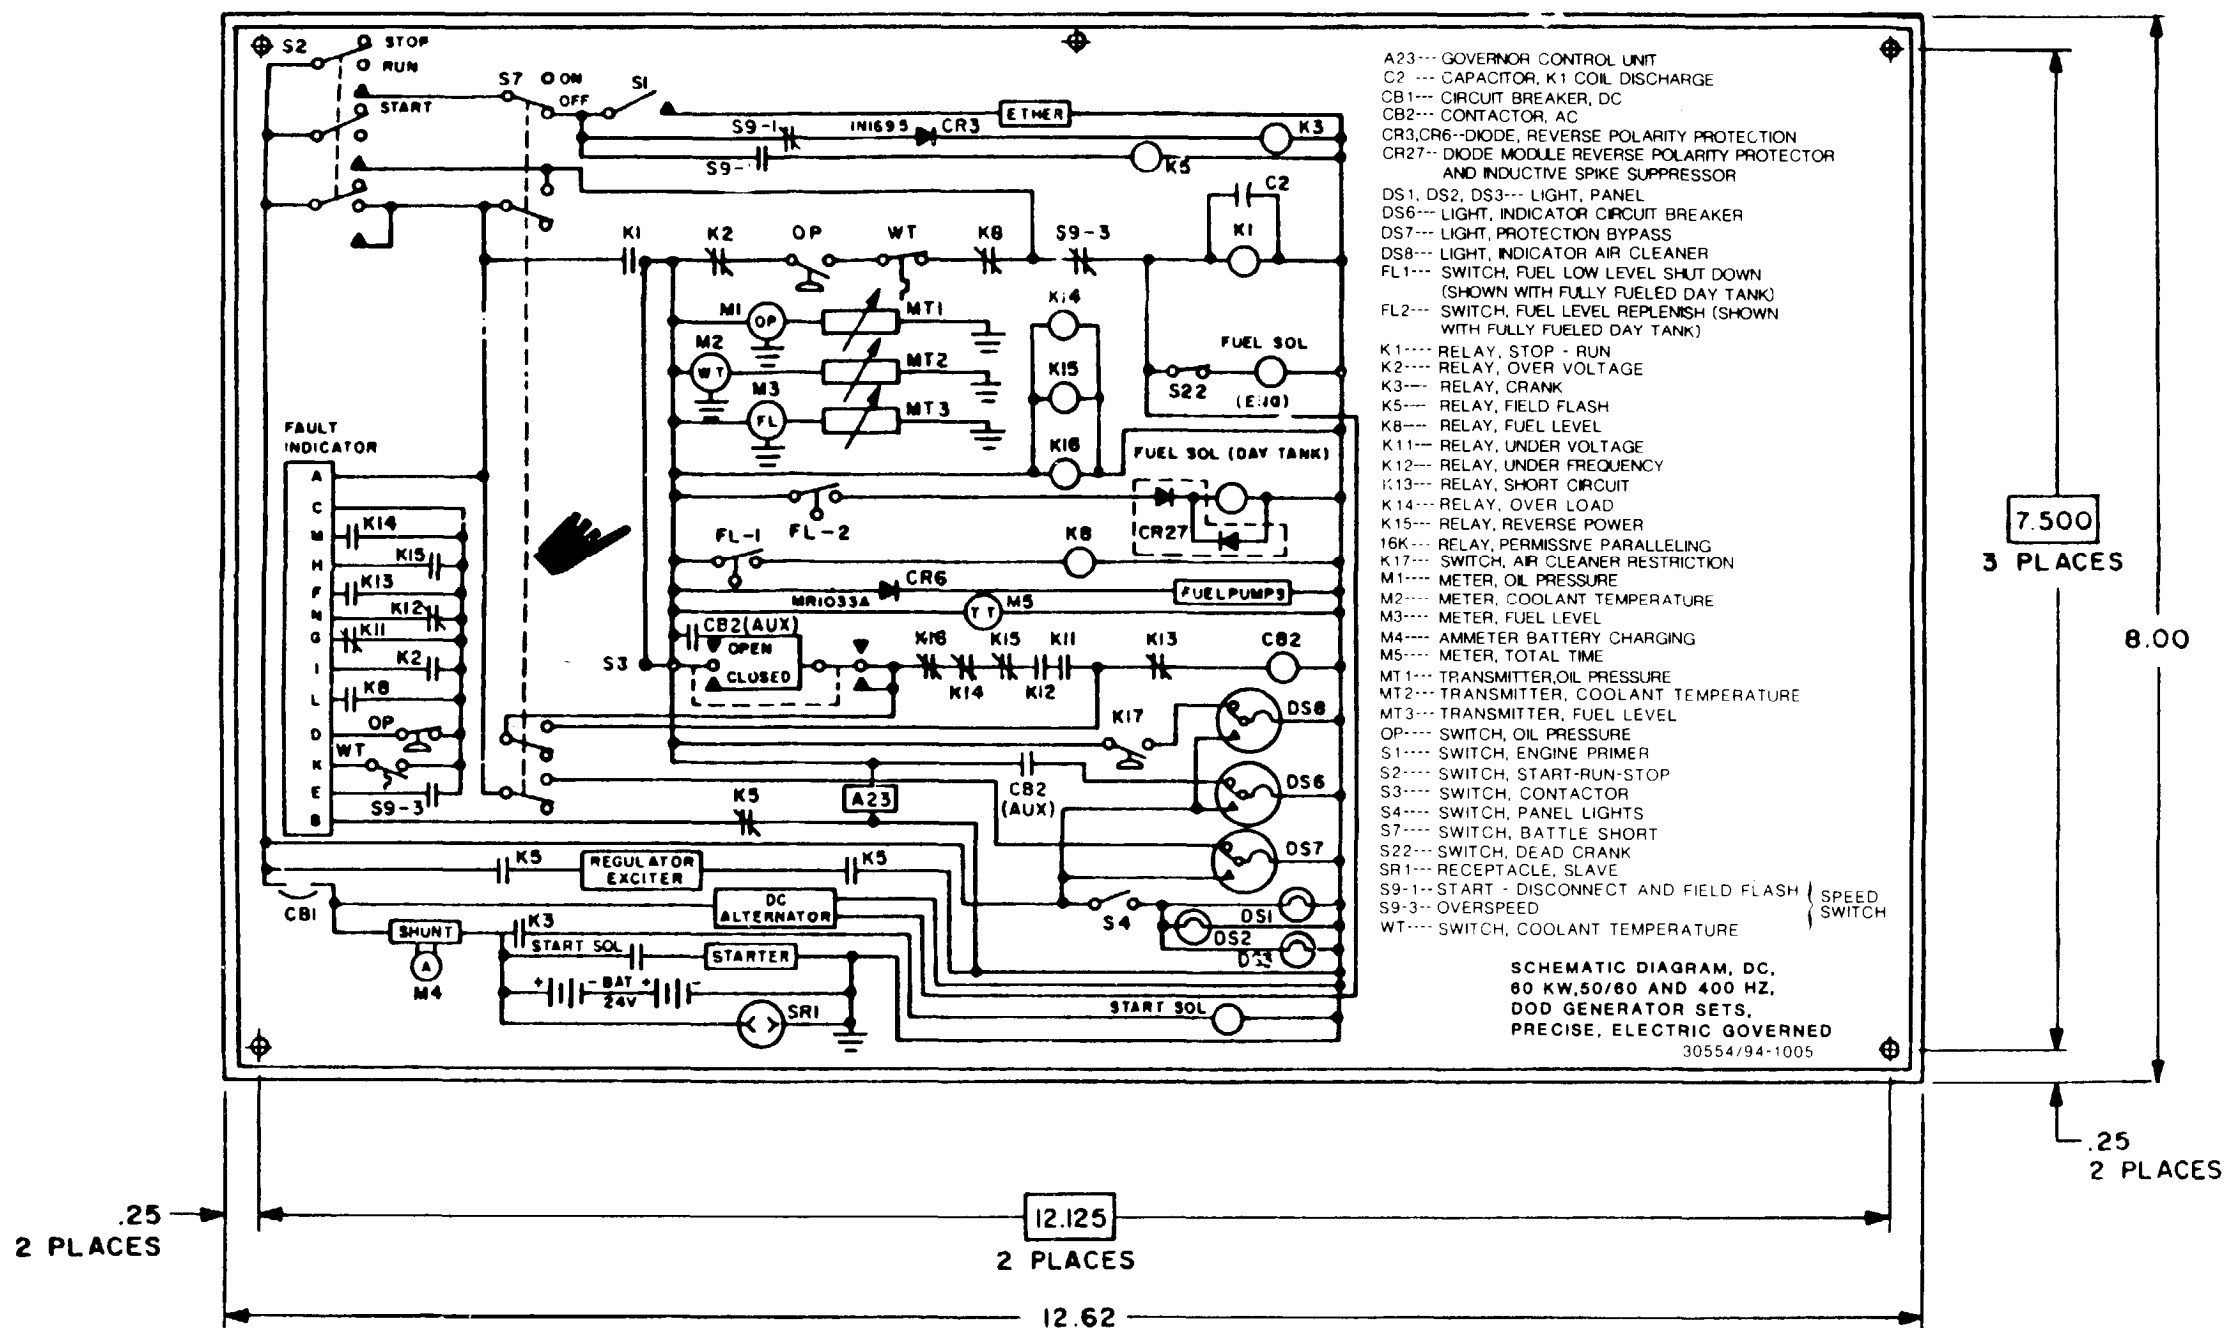 S2
STOP
RUN
START
S7
ON
OFF
S1
ETHER
S9-1
IN1695
CR3
K3
S9-
K5
C2
K1
K2
OP
WT
K8
S9-3
K1
M1
OP
MT1
M2
WT
MT2
M3
FL
MT3
K14
K15
K16
FUEL SOL
S22
FUEL SOL (DAY TANK)
FL-2
CR27
FL-1
K8
CR6
FUELPUMPS
MR1033A
TT
M5
CB2(AUX)
OPEN
CLOSED
S3
K16
K14
K15
K12
K11
K13
CB2
K17
DS8
CB2
(AUX)
DS6
DS7
K5
A23
FAULT
INDICATOR
A
C
M
K14
H
K15
F
K13
N
K12
G
K11
I
K2
L
K8
D
OP
K
WT
E
S9-3
B
K5
REGULATOR
EXCITER
K5
CB1
DC
ALTERNATOR
S4
DS1
DS2
DS3
SHUNT
A
M4
K3
START SOL
STARTER
+ - BAT + -
24V
SR1
START SOL
A23--- GOVERNOR CONTROL UNIT
C2 --- CAPACITOR, K1 COIL DISCHARGE
CB1--- CIRCUIT BREAKER, DC
CB2--- CONTACTOR, AC
CR3,CR6--DIODE, REVERSE POLARITY PROTECTION
CR27-- DIODE MODULE REVERSE POLARITY PROTECTOR
AND INDUCTIVE SPIKE SUPPRESSOR
DS1, DS2, DS3--- LIGHT, PANEL
DS6--- LIGHT, INDICATOR CIRCUIT BREAKER
DS7--- LIGHT, PROTECTION BYPASS
DS8--- LIGHT, INDICATOR AIR CLEANER
FL1--- SWITCH, FUEL LOW LEVEL SHUT DOWN
(SHOWN WITH FULLY FUELED DAY TANK)
FL2--- SWITCH, FUEL LEVEL REPLENISH (SHOWN
WITH FULLY FUELED DAY TANK)
K1---- RELAY, STOP - RUN
K2---- RELAY, OVER VOLTAGE
K3---- RELAY, CRANK
K5---- RELAY, FIELD FLASH
K8---- RELAY, FUEL LEVEL
K11--- RELAY, UNDER VOLTAGE
K12--- RELAY, UNDER FREQUENCY
K13--- RELAY, SHORT CIRCUIT
K14--- RELAY, OVER LOAD
K15--- RELAY, REVERSE POWER
16K--- RELAY, PERMISSIVE PARALLELING
K17--- SWITCH, AIR CLEANER RESTRICTION
M1---- METER, OIL PRESSURE
M2---- METER, COOLANT TEMPERATURE
M3---- METER, FUEL LEVEL
M4---- AMMETER BATTERY CHARGING
M5---- METER, TOTAL TIME
MT1--- TRANSMITTER,OIL PRESSURE
MT2--- TRANSMITTER, COOLANT TEMPERATURE
MT3--- TRANSMITTER, FUEL LEVEL
OP---- SWITCH, OIL PRESSURE
S1---- SWITCH, ENGINE PRIMER
S2---- SWITCH, START-RUN-STOP
S3---- SWITCH, CONTACTOR
S4---- SWITCH, PANEL LIGHTS
S7---- SWITCH, BATTLE SHORT
S22--- SWITCH, DEAD CRANK
SR1--- RECEPTACLE, SLAVE
S9-1-- START - DISCONNECT AND FIELD FLASH
S9-3-- OVERSPEED
SPEED
SWITCH
WT---- SWITCH, COOLANT TEMPERATURE
SCHEMATIC DIAGRAM, DC,
60 KW,50/60 AND 400 HZ,
DOD GENERATOR SETS,
PRECISE, ELECTRIC GOVERNED
30554/94-1005
7.500
3 PLACES
8.00
.25
2 PLACES
.25
2 PLACES
12.125
2 PLACES
12.62